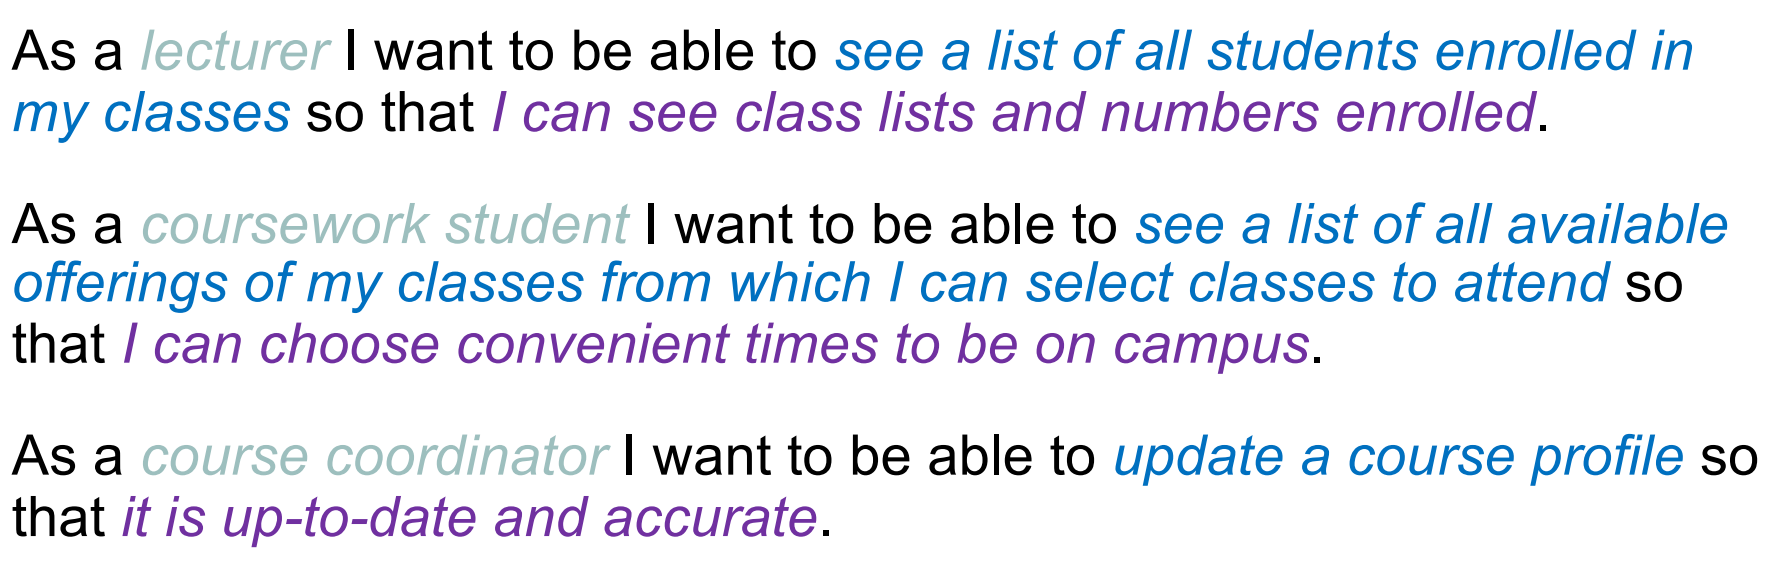 As a lecturer I want to be able to see a list of all students enrolled in
my classes so that I can see class lists and numbers enrolled.
As a coursework student I want to be able to see a list of all available
offerings of my classes from which I can select classes to attend so
that I can choose convenient times to be on campus.
As a course coordinator I want to be able to update a course profile so
that it is up-to-date and accurate.